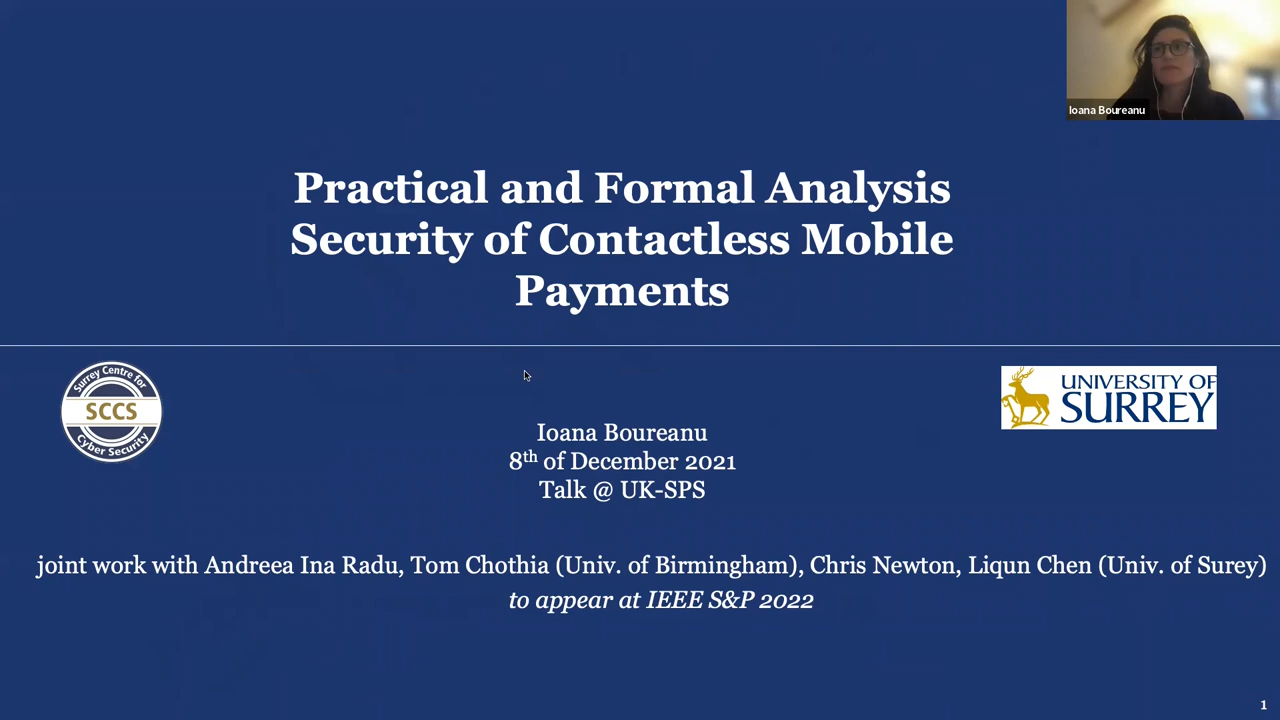 Ioana Boureanu
Practical and Formal Analysis
Security of Contactless Mobile
Payments
Surrey Centre for
SCCS
Cyber Security
UNIVERSITY OF
SURREY
Ioana Boureanu
8th of December 2021
Talk @ UK-SPS
joint work with Andreea Ina Radu, Tom Chothia (Univ. of Birmingham), Chris Newton, Liqun Chen (Univ. of Surey)
to appear at IEEE S&P 2022
1